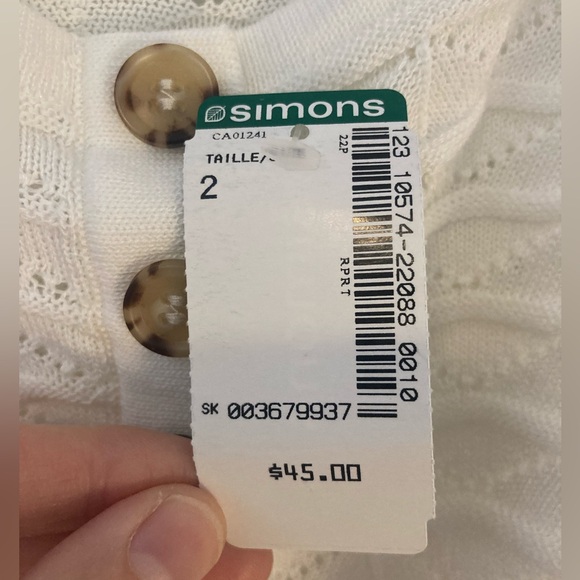 simons
CA01241
TAILLE/
2
22P
RPRT
123 10574-22088 0010
SK 003679937
$45.00